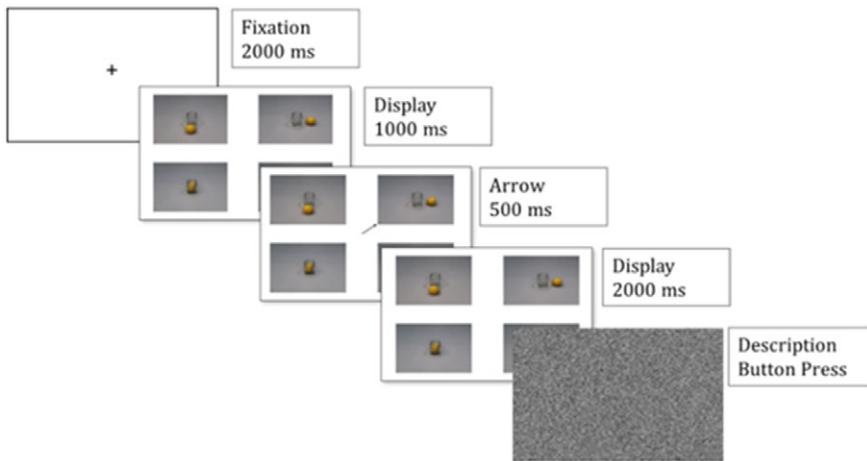 Fixation
2000 ms
Display
1000 ms
Arrow
500 ms
Display
2000 ms
Description
Button Press